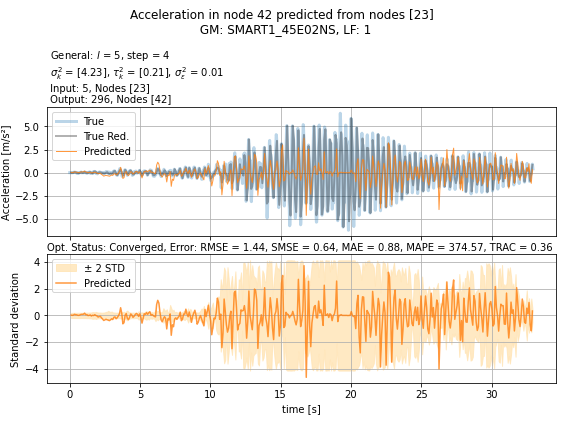 Acceleration in node 42 predicted from nodes [23]
GM: SMART1_45E02NS, LF: 1
General: l = 5, step = 4
σ²ₖ = [4.23], τ²ₖ = [0.21], σ²ε = 0.01
Input: 5, Nodes [23]
Output: 296, Nodes [42]
True
True Red.
Predicted
Acceleration [m/s²]
5.0
2.5
0.0
−2.5
−5.0
Opt. Status: Converged, Error: RMSE = 1.44, SMSE = 0.64, MAE = 0.88, MAPE = 374.57, TRAC = 0.36
± 2 STD
Predicted
Standard deviation
4
2
0
−2
−4
0 5 10 15 20 25 30
time [s]